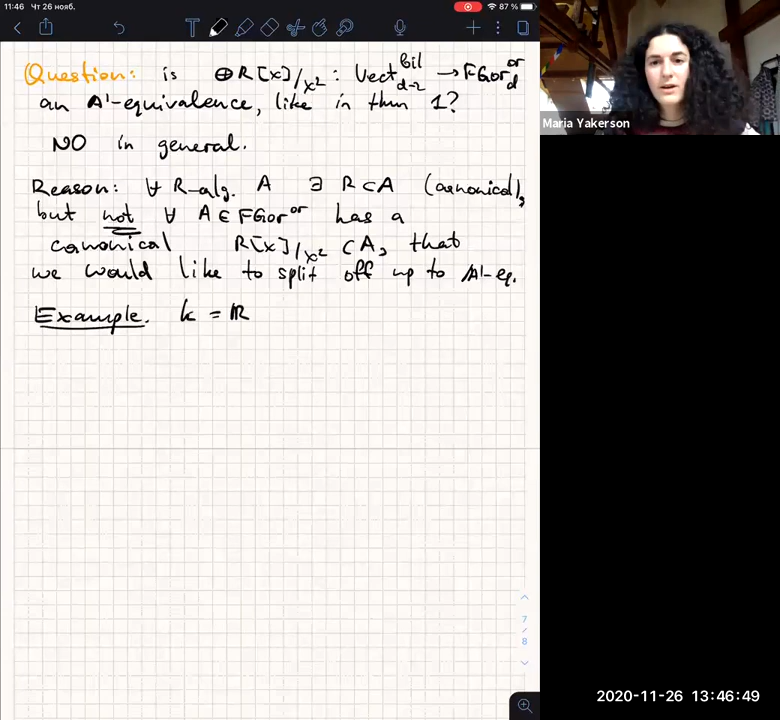 11:46 Чт 26 нояб.
87 %
Question: is ⊕ R[x]/x² : Vect^bil_{d-2} → FGor^or_d
an A¹-equivalence, like in thm 1?
NO in general.
Reason: ∀ R-alg. A ∃ R⊂A (canonical),
but not ∀ A ∈ FGor^or has a
canonical R[x]/x² ⊂ A, that
we would like to split off up to A¹-eq.
Example. k = ℝ
Maria Yakerson
7
/
8
2020-11-26 13:46:49